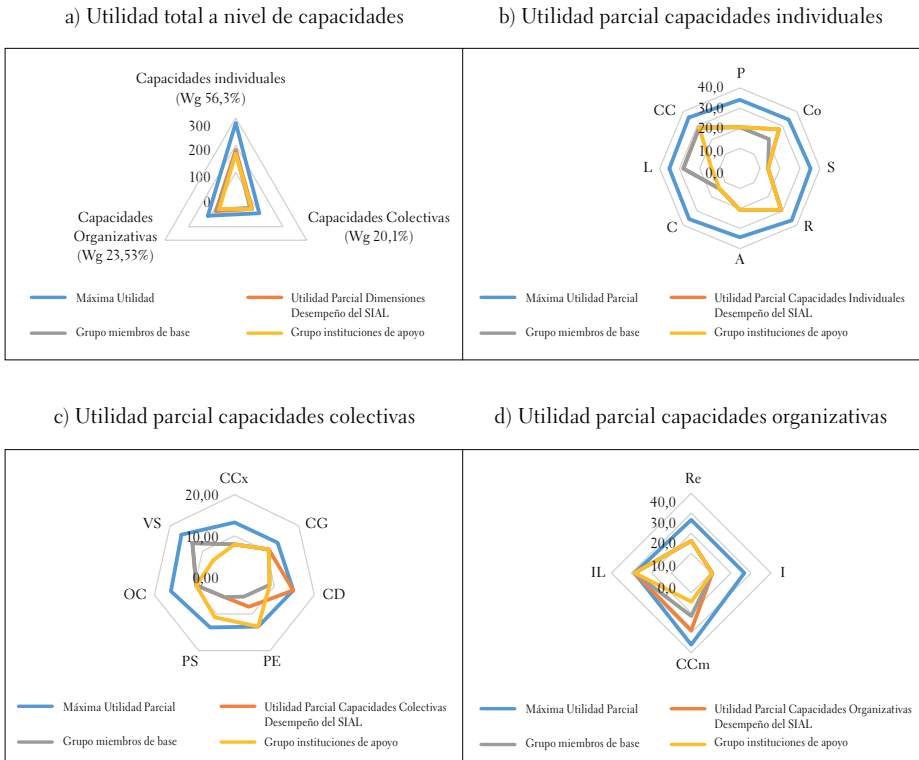 a) Utilidad total a nivel de capacidades
Capacidades individuales
(Wg 56,3%)
300
200
100
0
Capacidades
Organizativas
(Wg 23,53%)
Capacidades Colectivas
(Wg 20,1%)
Máxima Utilidad
Utilidad Parcial Dimensiones
Desempeño del SIAL
Grupo miembros de base
Grupo instituciones de apoyo
b) Utilidad parcial capacidades individuales
P
40,0
30,0
20,0
10,0
0,0
CC
Co
L
S
C
R
A
Máxima Utilidad Parcial
Utilidad Parcial Capacidades Individuales
Desempeño del SIAL
Grupo miembros de base
Grupo instituciones de apoyo
c) Utilidad parcial capacidades colectivas
CCx
20,00
10,00
0,00
VS
CG
OC
CD
PS
PE
Máxima Utilidad Parcial
Utilidad Parcial Capacidades Colectivas
Desempeño del SIAL
Grupo miembros de base
Grupo instituciones de apoyo
d) Utilidad parcial capacidades organizativas
Re
40,0
30,0
20,0
10,0
0,0
IL
I
CCm
Máxima Utilidad Parcial
Utilidad Parcial Capacidades Organizativas
Desempeño del SIAL
Grupo miembros de base
Grupo instituciones de apoyo